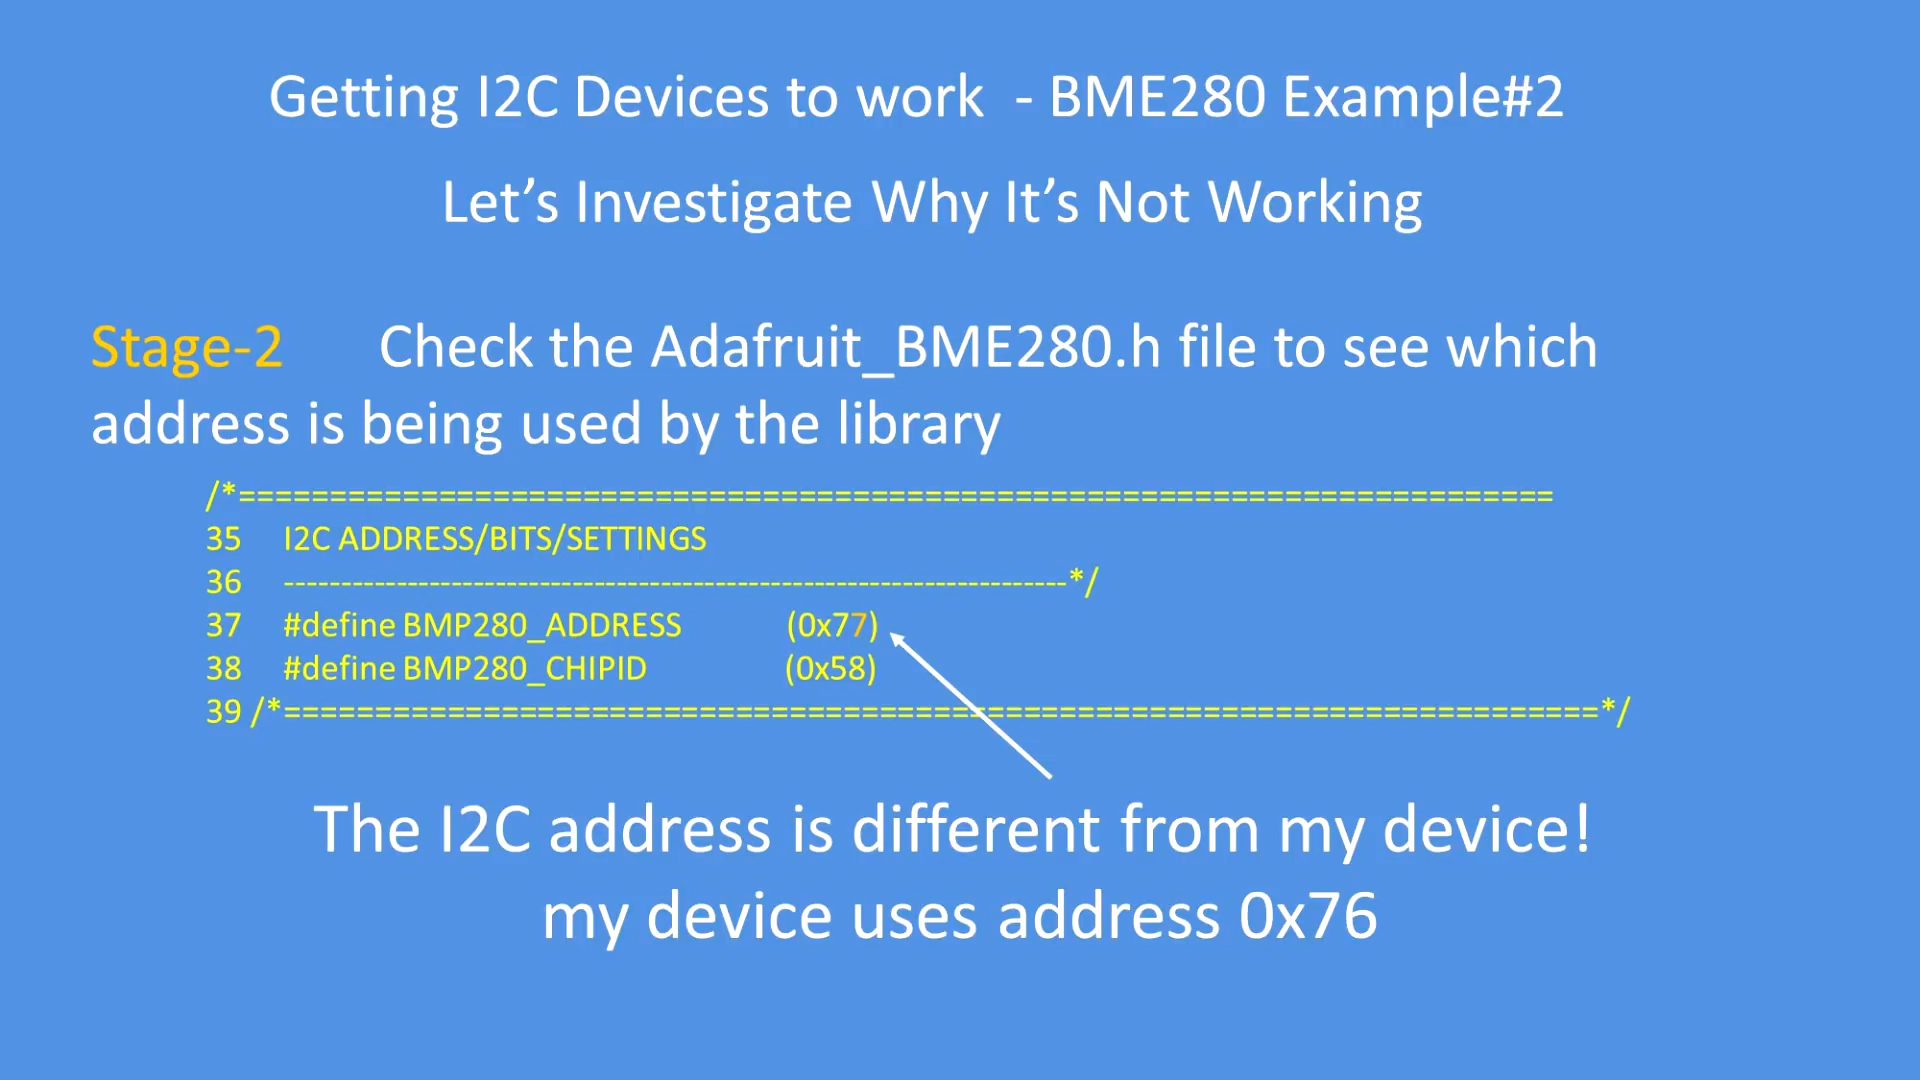 Getting I2C Devices to work - BME280 Example#2
Let’s Investigate Why It’s Not Working
Stage-2 Check the Adafruit_BME280.h file to see which
address is being used by the library
/*========================================================================
35 I2C ADDRESS/BITS/SETTINGS
36 -----------------------------------------------------------------------*/
37 #define BMP280_ADDRESS (0x77)
38 #define BMP280_CHIPID (0x58)
39 /*========================================================================*/
The I2C address is different from my device!
my device uses address 0x76